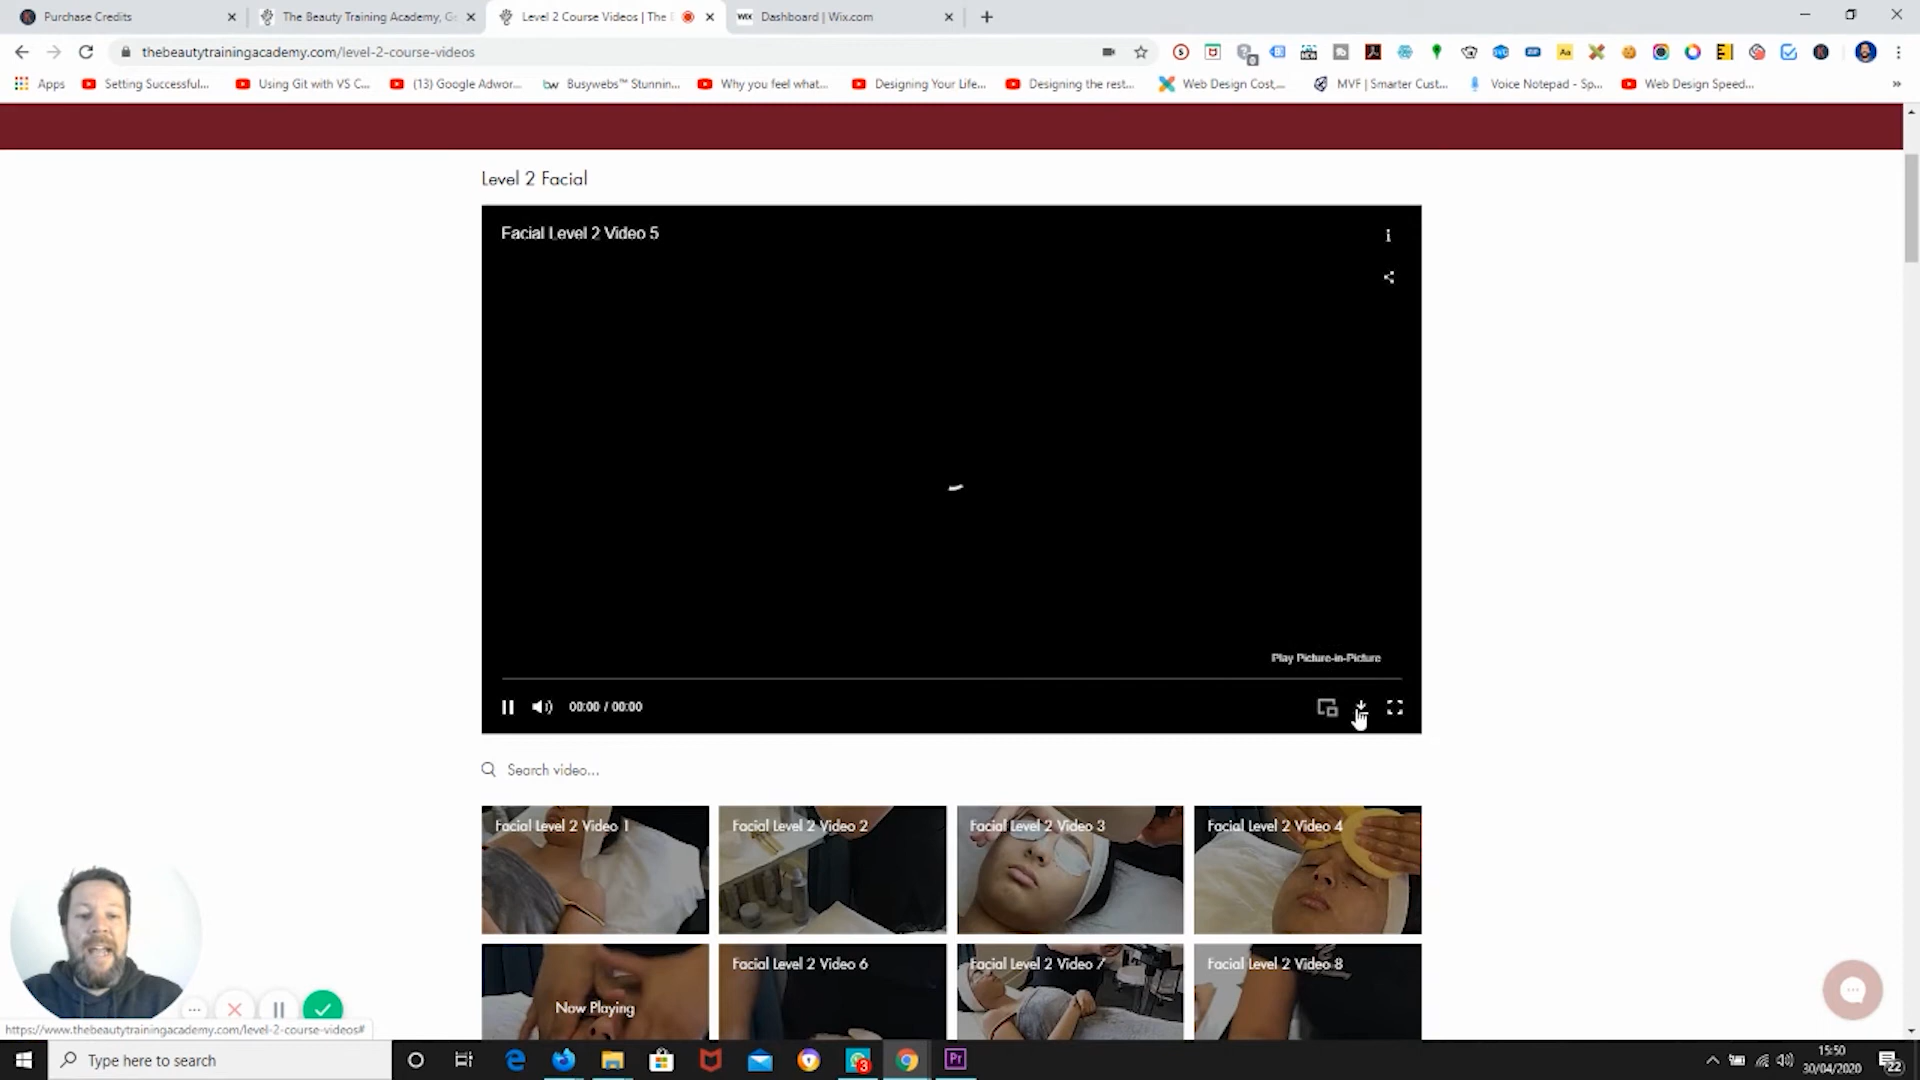 Purchase Credits
The Beauty Training Academy, G
Level 2 Course Videos | The
WIX
Dashboard | Wix.com
thebeautytrainingacademy.com/level-2-course-videos
Apps
Setting Successful...
Using Git with VS C...
(13) Google Adwor...
bw Busywebs™ Stunnin...
Why you feel what...
Designing Your Life...
Designing the rest...
Web Design Cost,...
MVF | Smarter Cust...
Voice Notepad - Sp...
Web Design Speed...
Level 2 Facial
Facial Level 2 Video 5
Play Picture-in-Picture
00:00 / 00:00
Search video...
Facial Level 2 Video 1
Facial Level 2 Video 2
Facial Level 2 Video 3
Facial Level 2 Video 4
Now Playing
Facial Level 2 Video 6
Facial Level 2 Video 7
Facial Level 2 Video 8
https://www.thebeautytrainingacademy.com/level-2-course-videos#
Type here to search
3
Pr
15:50
30/04/2020
22